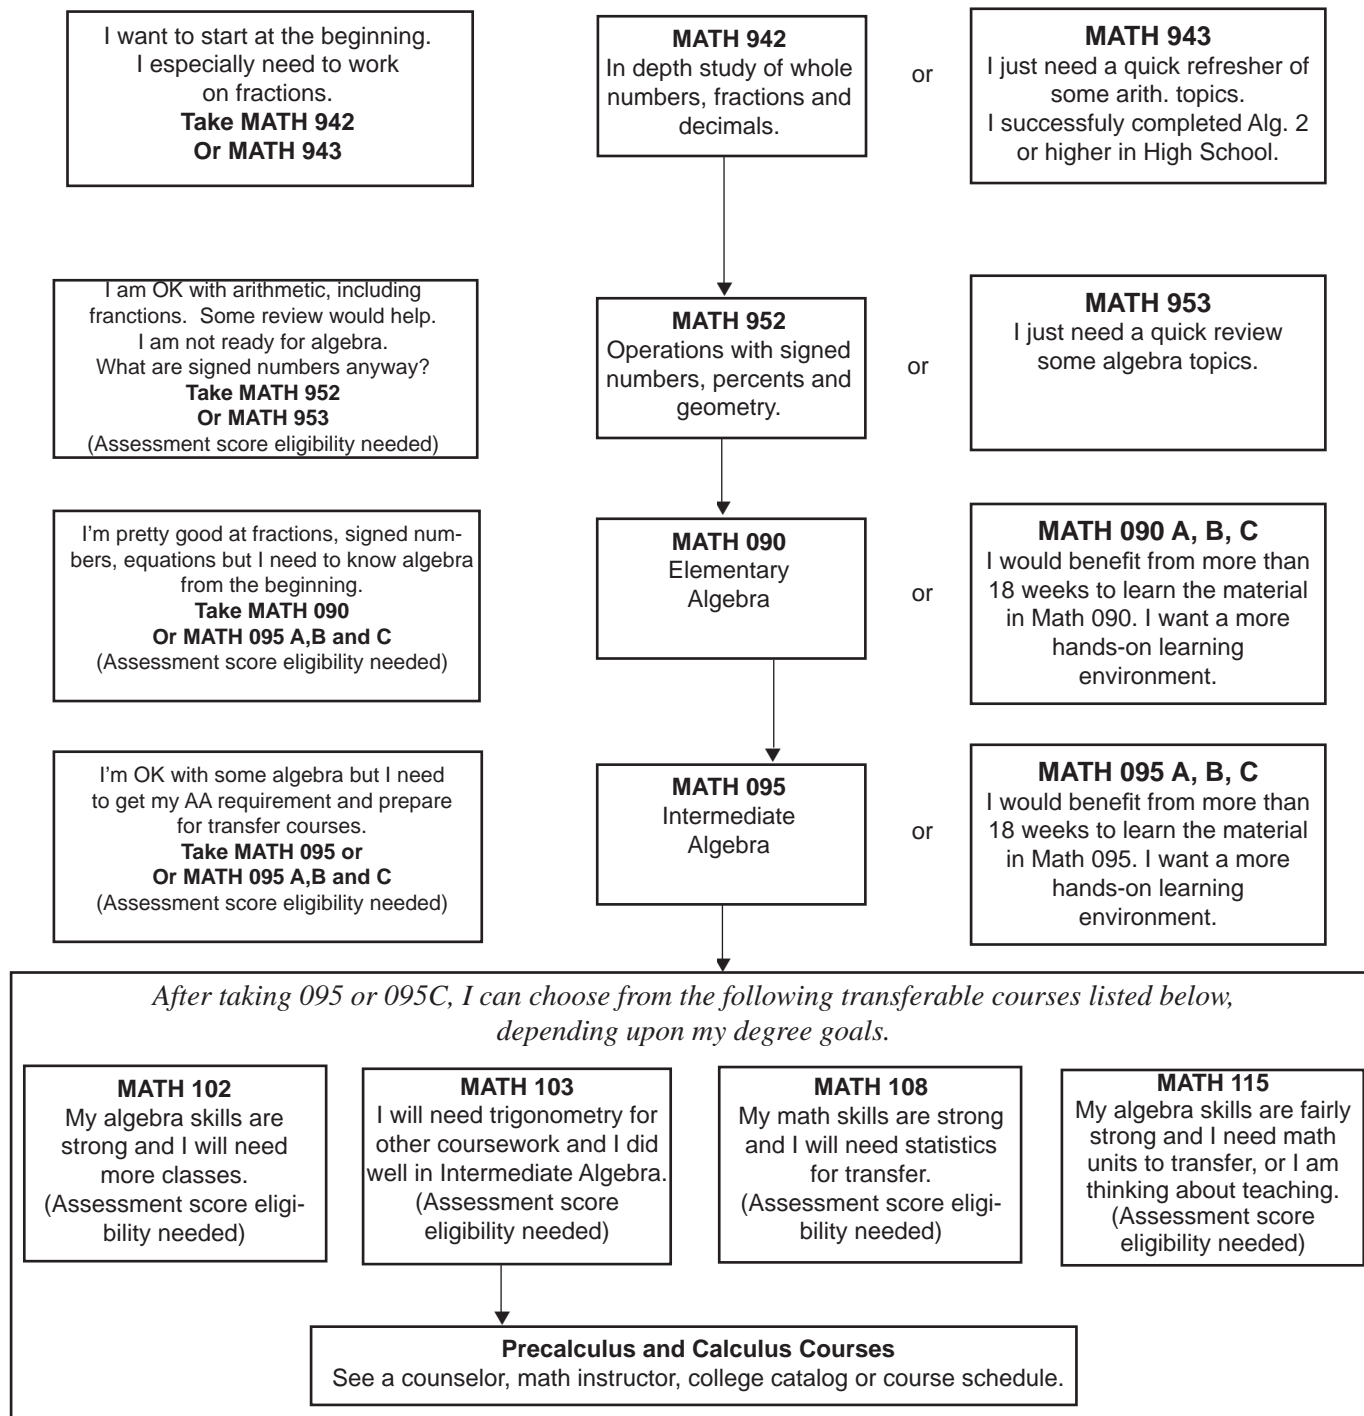 I want to start at the beginning.
I especially need to work
on fractions.
Take MATH 942
Or MATH 943
MATH 942
In depth study of whole
numbers, fractions and
decimals.
or
MATH 943
I just need a quick refresher of
some arith. topics.
I successfuly completed Alg. 2
or higher in High School.
I am OK with arithmetic, including
franctions. Some review would help.
I am not ready for algebra.
What are signed numbers anyway?
Take MATH 952
Or MATH 953
(Assessment score eligibility needed)
MATH 952
Operations with signed
numbers, percents and
geometry.
or
MATH 953
I just need a quick review
some algebra topics.
I'm pretty good at fractions, signed num-
bers, equations but I need to know algebra
from the beginning.
Take MATH 090
Or MATH 095 A,B and C
(Assessment score eligibility needed)
MATH 090
Elementary
Algebra
or
MATH 090 A, B, C
I would benefit from more than
18 weeks to learn the material
in Math 090. I want a more
hands-on learning
environment.
I'm OK with some algebra but I need
to get my AA requirement and prepare
for transfer courses.
Take MATH 095 or
Or MATH 095 A,B and C
(Assessment score eligibility needed)
MATH 095
Intermediate
Algebra
or
MATH 095 A, B, C
I would benefit from more than
18 weeks to learn the material
in Math 095. I want a more
hands-on learning
environment.
After taking 095 or 095C, I can choose from the following transferable courses listed below,
depending upon my degree goals.
MATH 102
My algebra skills are
strong and I will need
more classes.
(Assessment score eligi-
bility needed)
MATH 103
I will need trigonometry for
other coursework and I did
well in Intermediate Algebra.
(Assessment score
eligibility needed)
MATH 108
My math skills are strong
and I will need statistics
for transfer.
(Assessment score eligi-
bility needed)
MATH 115
My algebra skills are fairly
strong and I need math
units to transfer, or I am
thinking about teaching.
(Assessment score
eligibility needed)
Precalculus and Calculus Courses
See a counselor, math instructor, college catalog or course schedule.